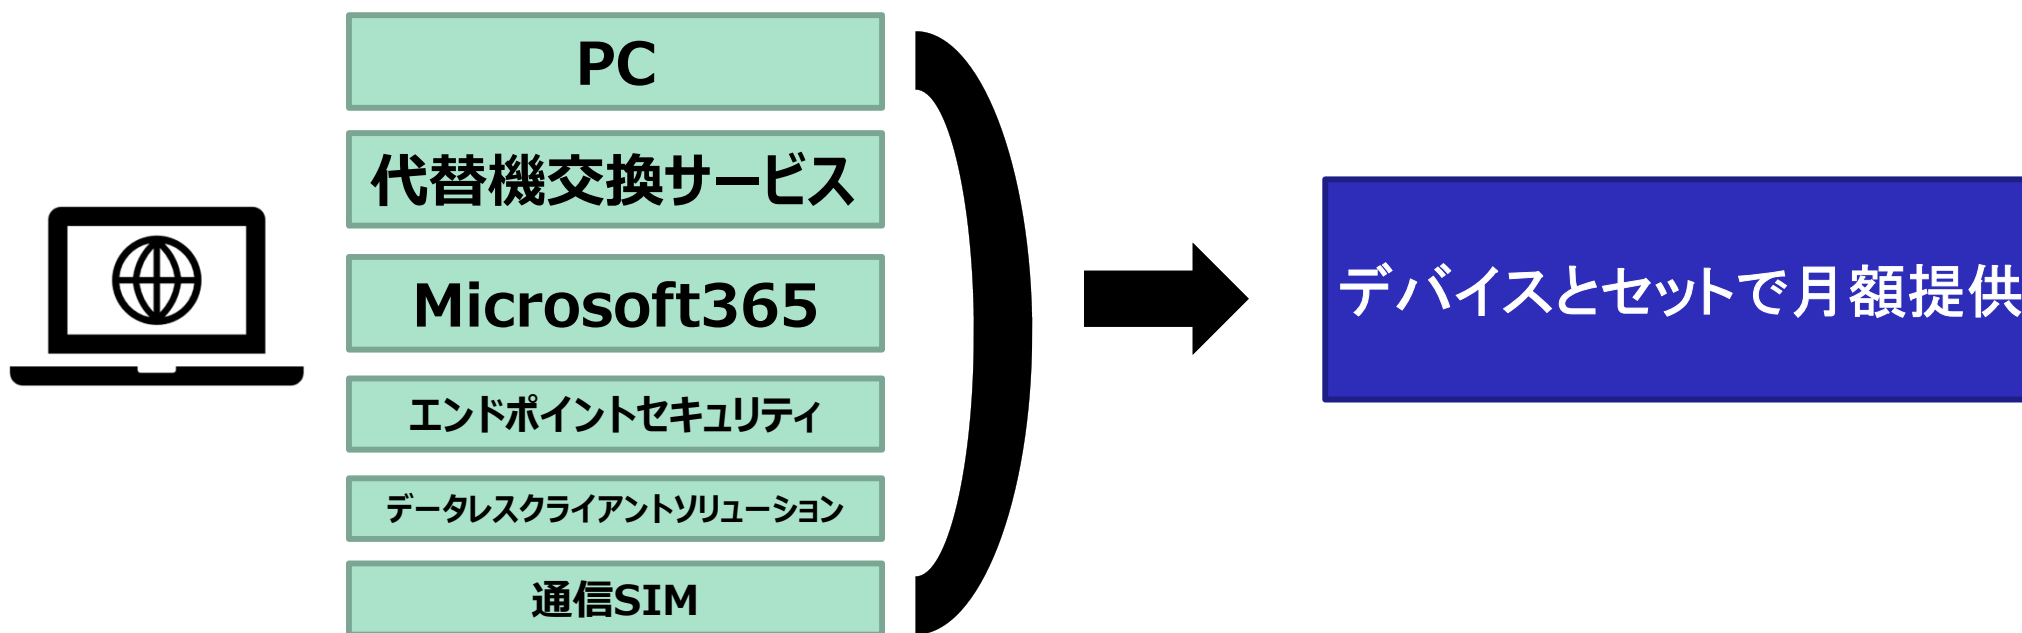 PC
代替機交換サービス
Microsoft365
エンドポイントセキュリティ
データレスクライアントソリューション
通信SIM
デバイスとセットで月額提供